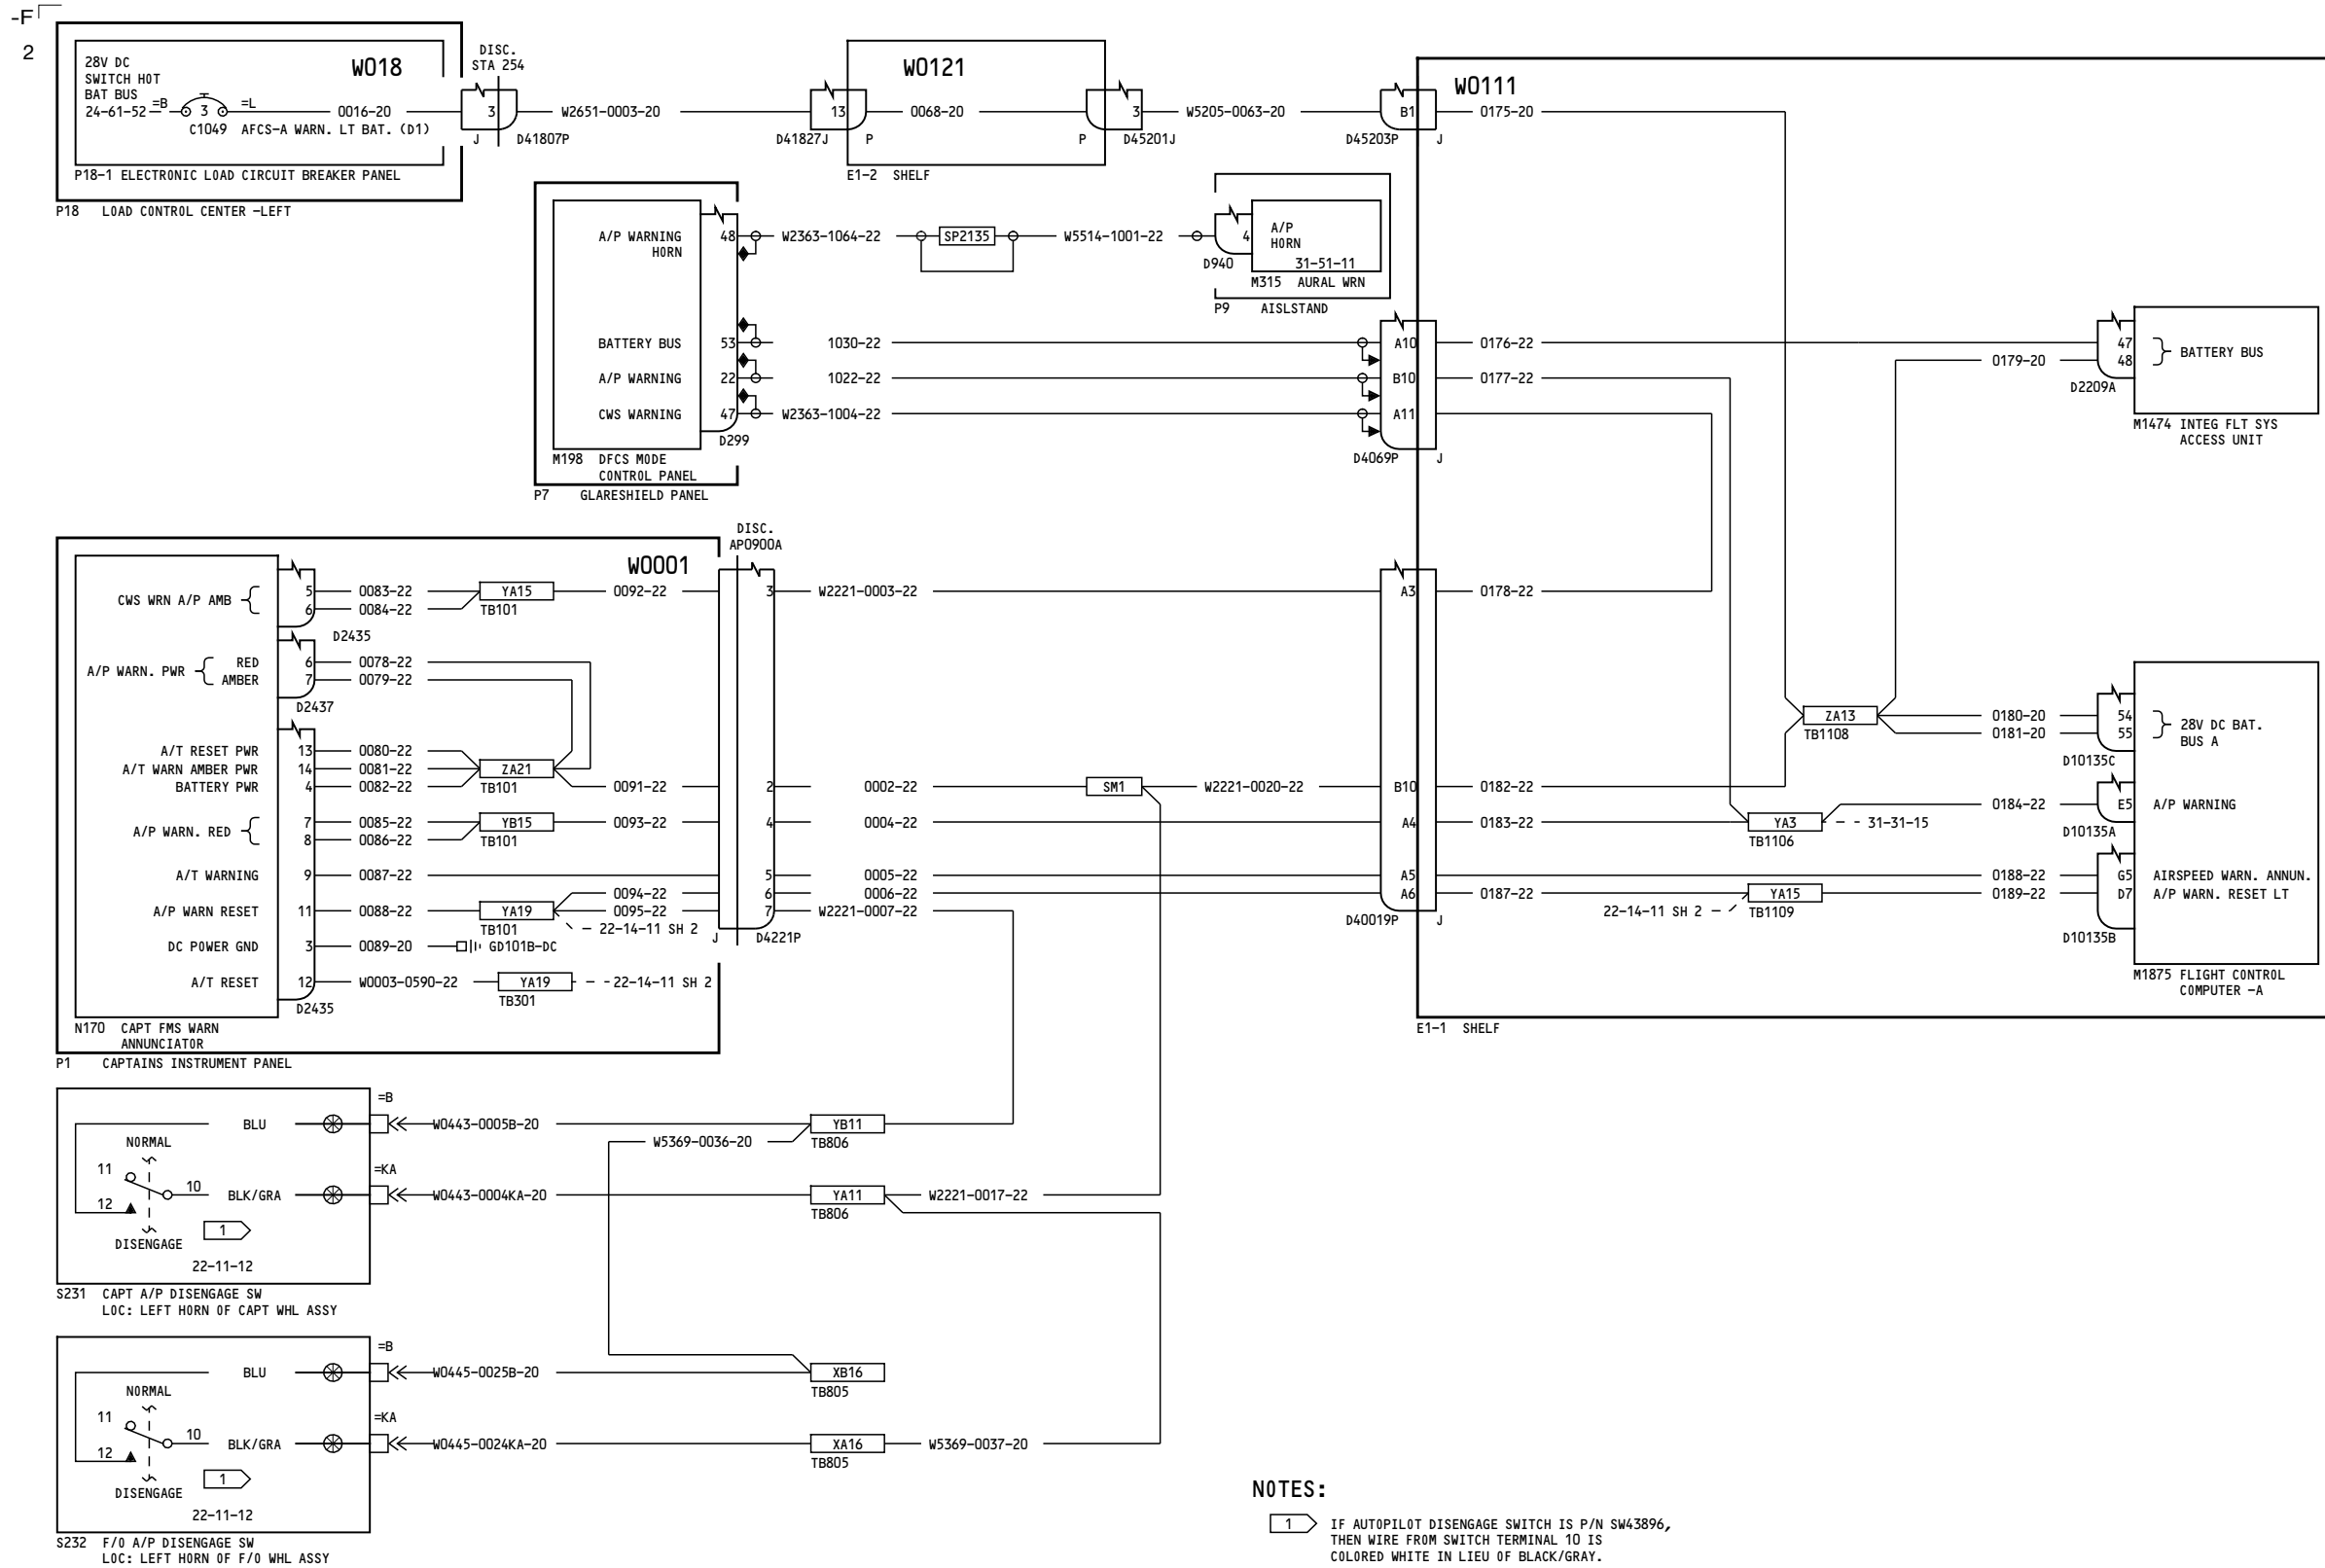 -F
2
28V DC
SWITCH HOT
BAT BUS
24-61-52
=B
3
=L
C1049 AFCS-A WARN. LT BAT. (D1)
W018
0016-20
P18-1 ELECTRONIC LOAD CIRCUIT BREAKER PANEL
P18 LOAD CONTROL CENTER -LEFT
DISC.
STA 254
3
J
D41807P
W2651-0003-20
13
D41827J
P
W0121
0068-20
P
3
D45201J
E1-2 SHELF
W5205-0063-20
B1
D45203P
J
W0111
0175-20
A/P WARNING
HORN
48
W2363-1064-22
SP2135
W5514-1001-22
4
A/P
HORN
D940
31-51-11
M315 AURAL WRN
P9 AISLSTAND
BATTERY BUS
53
1030-22
A10
0176-22
A/P WARNING
22
1022-22
B10
0177-22
CWS WARNING
47
W2363-1004-22
A11
D299
M198 DFCS MODE
CONTROL PANEL
P7 GLARESHIELD PANEL
D4069P
J
0179-20
47
48
BATTERY BUS
D2209A
M1474 INTEG FLT SYS
ACCESS UNIT
DISC.
AP0900A
W0001
CWS WRN A/P AMB
5
0083-22
YA15
0092-22
3
W2221-0003-22
A3
0178-22
6
0084-22
TB101
D2435
A/P WARN. PWR
RED
6
0078-22
AMBER
7
0079-22
D2437
A/T RESET PWR
13
0080-22
A/T WARN AMBER PWR
14
0081-22
ZA21
BATTERY PWR
4
0082-22
TB101
0091-22
2
0002-22
SM1
W2221-0020-22
B10
0182-22
A/P WARN. RED
7
0085-22
YB15
0093-22
4
0004-22
A4
0183-22
8
0086-22
TB101
A/T WARNING
9
0087-22
5
0005-22
A5
0094-22
6
0006-22
A6
0187-22
A/P WARN RESET
11
0088-22
YA19
0095-22
7
W2221-0007-22
TB101
22-14-11 SH 2
J
D4221P
D40019P
J
DC POWER GND
3
0089-20
GD101B-DC
A/T RESET
12
W0003-0590-22
YA19
22-14-11 SH 2
D2435
TB301
N170 CAPT FMS WARN
ANNUNCIATOR
P1 CAPTAINS INSTRUMENT PANEL
ZA13
TB1108
0180-20
54
0181-20
55
28V DC BAT.
BUS A
D10135C
0184-22
E5
A/P WARNING
YA3
31-31-15
TB1106
D10135A
0188-22
G5
AIRSPEED WARN. ANNUN.
22-14-11 SH 2
YA15
TB1109
0189-22
D7
A/P WARN. RESET LT
D10135B
M1875 FLIGHT CONTROL
COMPUTER -A
E1-1 SHELF
=B
BLU
W0443-0005B-20
YB11
TB806
NORMAL
W5369-0036-20
11
=KA
10
BLK/GRA
W0443-0004KA-20
YA11
TB806
W2221-0017-22
12
1
DISENGAGE
22-11-12
S231 CAPT A/P DISENGAGE SW
LOC: LEFT HORN OF CAPT WHL ASSY
=B
BLU
W0445-0025B-20
XB16
TB805
NORMAL
11
=KA
10
BLK/GRA
W0445-0024KA-20
XA16
TB805
W5369-0037-20
12
1
DISENGAGE
22-11-12
S232 F/O A/P DISENGAGE SW
LOC: LEFT HORN OF F/O WHL ASSY
NOTES:
1 IF AUTOPILOT DISENGAGE SWITCH IS P/N SW43896,
THEN WIRE FROM SWITCH TERMINAL 10 IS
COLORED WHITE IN LIEU OF BLACK/GRAY.